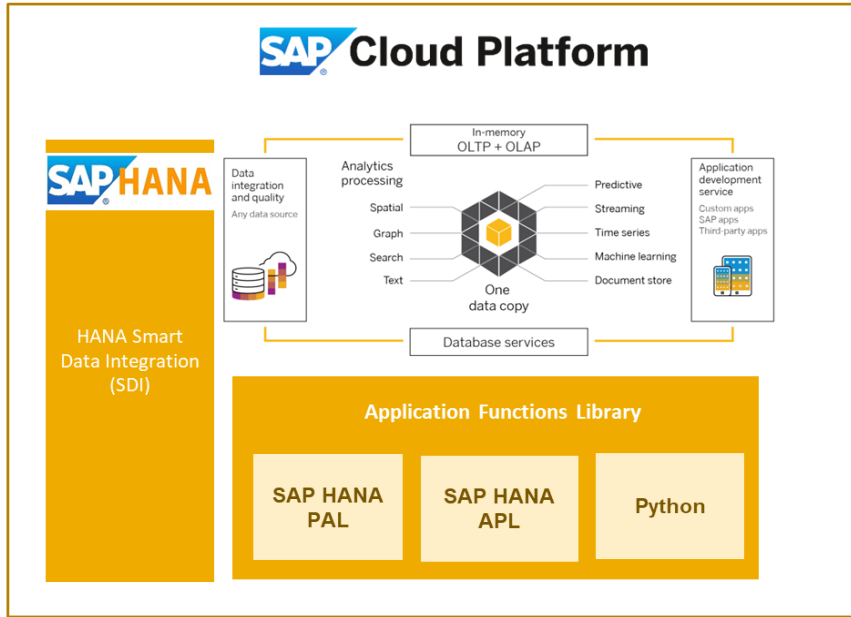 SAP® Cloud Platform
SAP® HANA
HANA Smart
Data Integration
(SDI)
In-memory
OLTP + OLAP
Data
integration
and quality
Any data source
Analytics
processing
Spatial
Graph
Search
Text
Predictive
Streaming
Time series
Machine learning
Document store
One
data copy
Application
development
service
Custom apps
SAP apps
Third-party apps
Database services
Application Functions Library
SAP HANA
PAL
SAP HANA
APL
Python